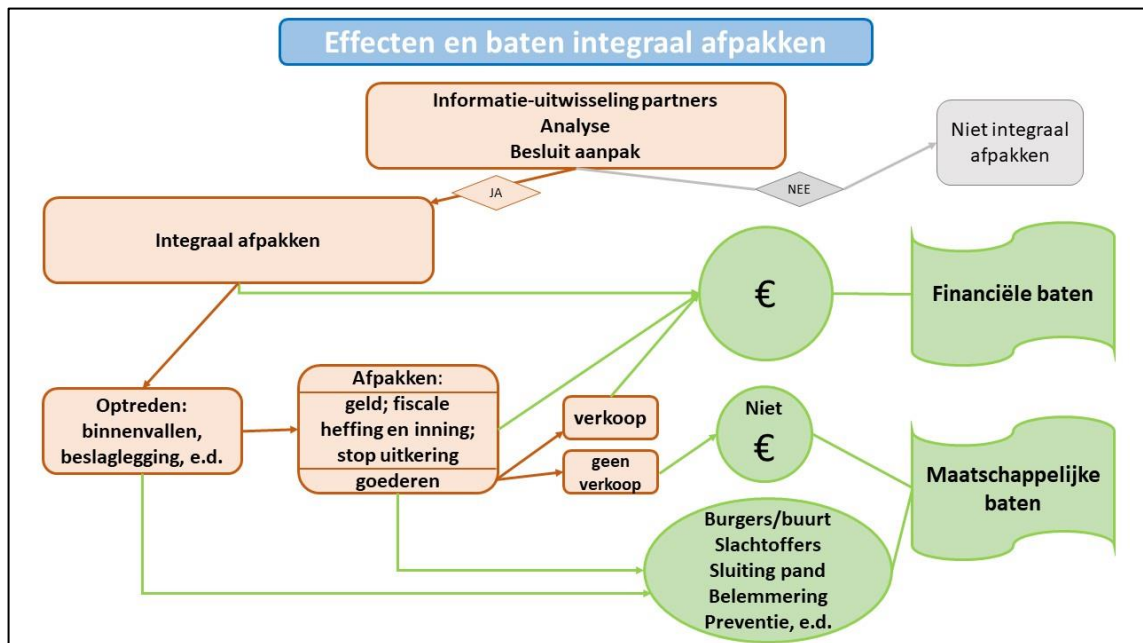 Effecten en baten integraal afpakken
Informatie-uitwisseling partners
Analyse
Besluit aanpak
Niet integraal
afpakken
JA
NEE
Integraal afpakken
€
Financiële baten
Afpakken:
geld; fiscale
heffing en inning;
stop uitkering
goederen
Optreden:
binnenvallen,
beslaglegging, e.d.
verkoop
geen
verkoop
Niet
€
Maatschappelijke
baten
Burgers/buurt
Slachtoffers
Sluiting pand
Belemmering
Preventie, e.d.